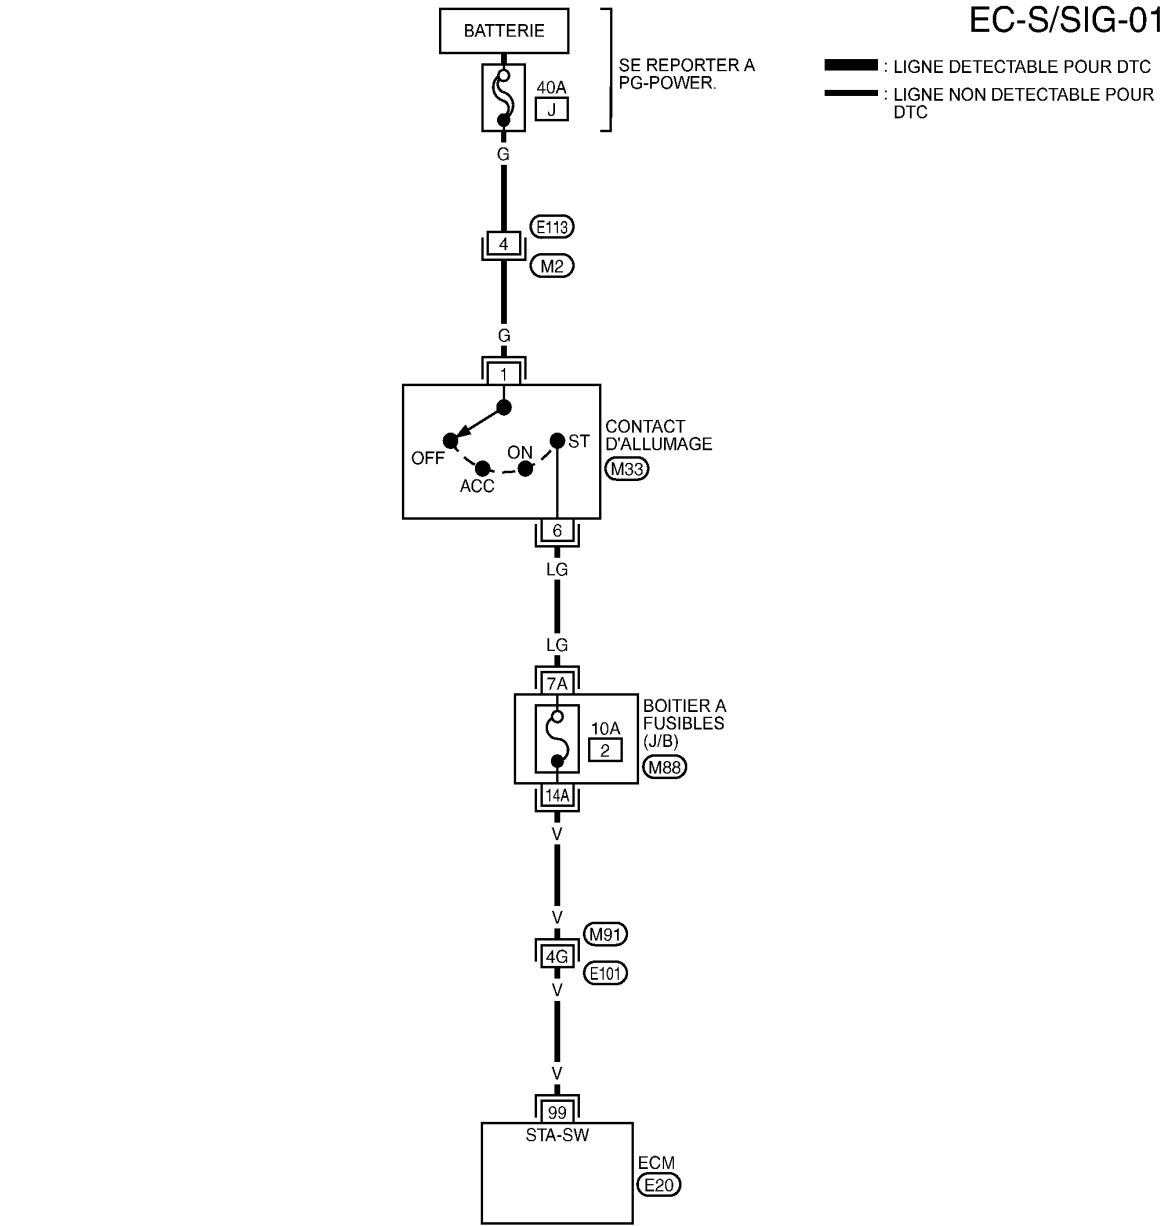 EC-S/SIG-01
BATTERIE
SE REPORTER A
PG-POWER.
: LIGNE DETECTABLE POUR DTC
: LIGNE NON DETECTABLE POUR
DTC
40A
J
G
E113
4
M2
G
1
OFF
ACC
ON
ST
CONTACT
D'ALLUMAGE
M33
6
LG
LG
7A
BOITIER A
FUSIBLES
(J/B)
M88
10A
2
14A
V
V
M91
4G
E101
V
V
99
STA-SW
ECM
E20